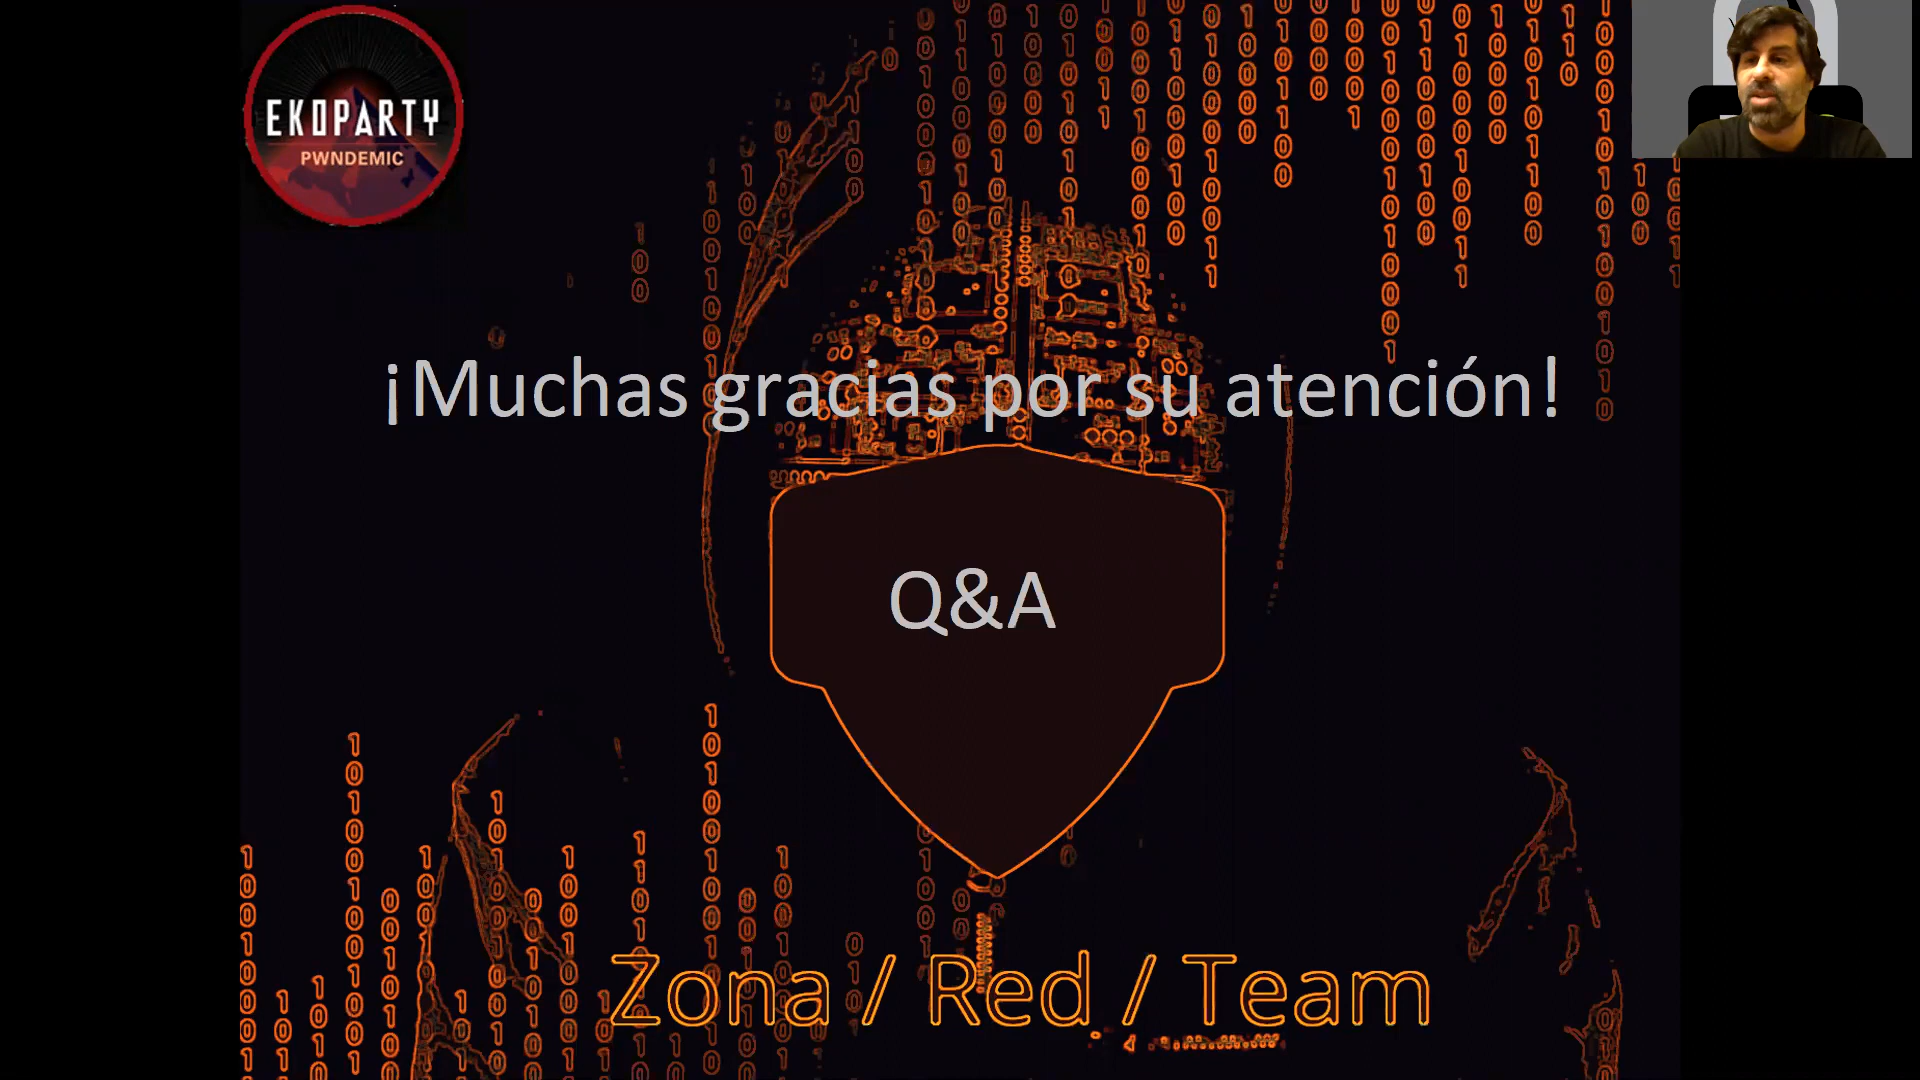 EKOPARTY
PWNDEMIC
¡Muchas gracias por su atención!
Q&A
Zona / Red / Team